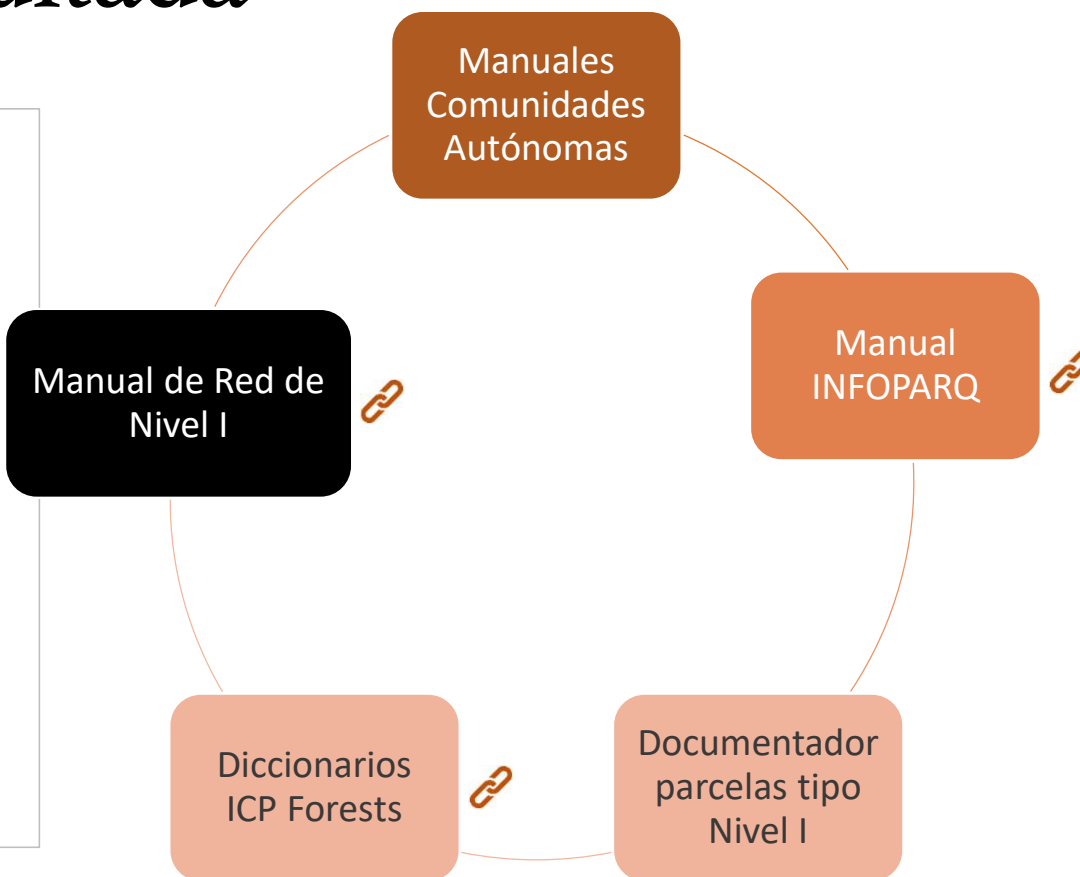 Manuales
Comunidades
Autónomas
Manual
INFOPARQ
Manual de Red de
Nivel I
Documentador
parcelas tipo
Nivel I
Diccionarios
ICP Forests